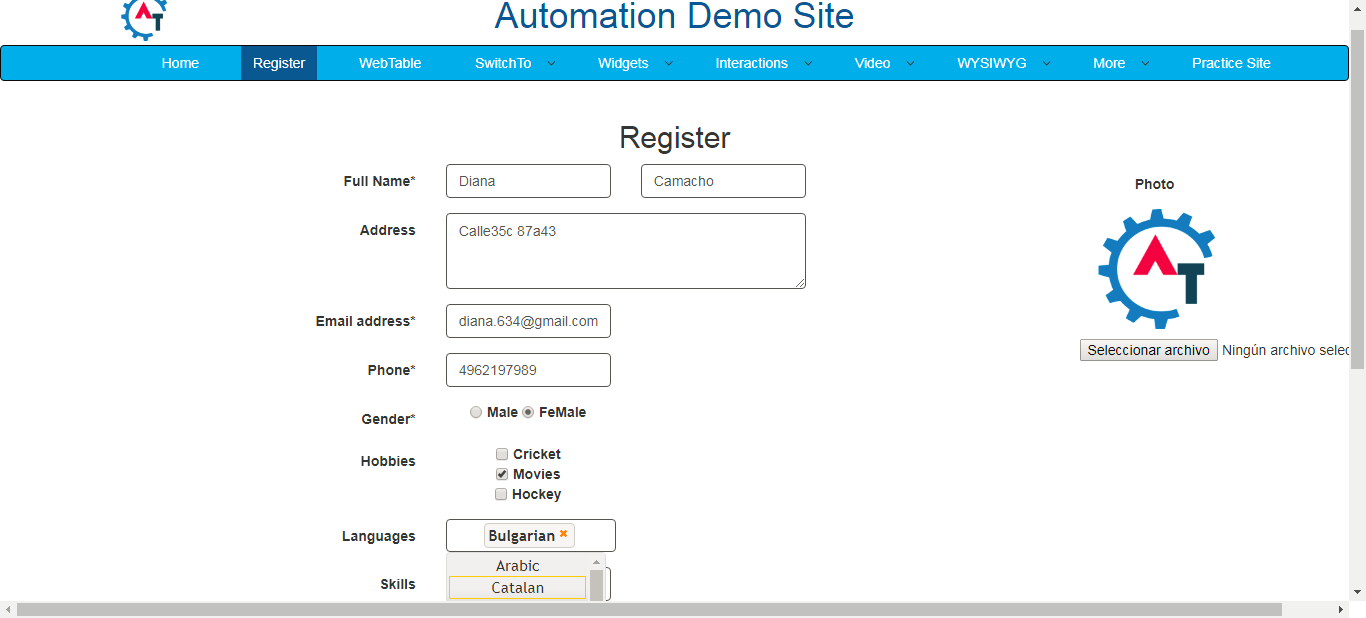 AT
Automation Demo Site
Home Register WebTable SwitchTo Widgets Interactions Video WYSIWYG More Practice Site
Register
Full Name* Diana Camacho
Photo
Address Calle35c 87a43
AT
Email address* diana.634@gmail.com
Seleccionar archivo Ningún archivo selec
Phone* 4962197989
Gender* Male FeMale
Hobbies Cricket
Movies
Hockey
Languages Bulgarian
Arabic
Skills Catalan